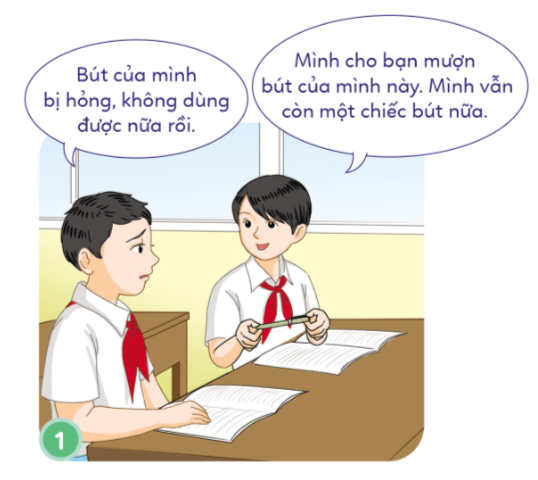 Bút của mình
bị hỏng, không dùng
được nữa rồi.
Mình cho bạn mượn
bút của mình này. Mình vẫn
còn một chiếc bút nữa.
1